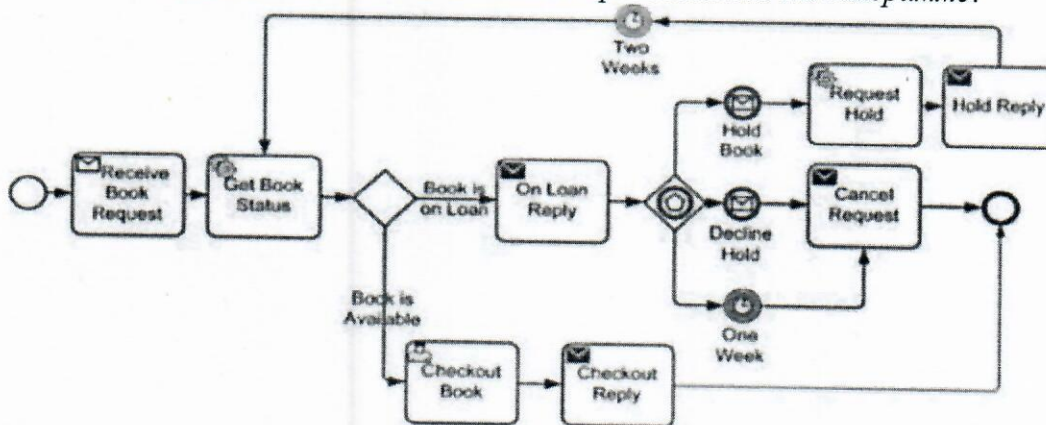 Two
Weeks
Request
Hold
Hold Reply
Hold
Book
Receive
Book
Request
Get Book
Status
Book is
on Loan
On Loan
Reply
Cancel
Request
Decline
Hold
Book is
Available
One
Week
Checkout
Book
Checkout
Reply